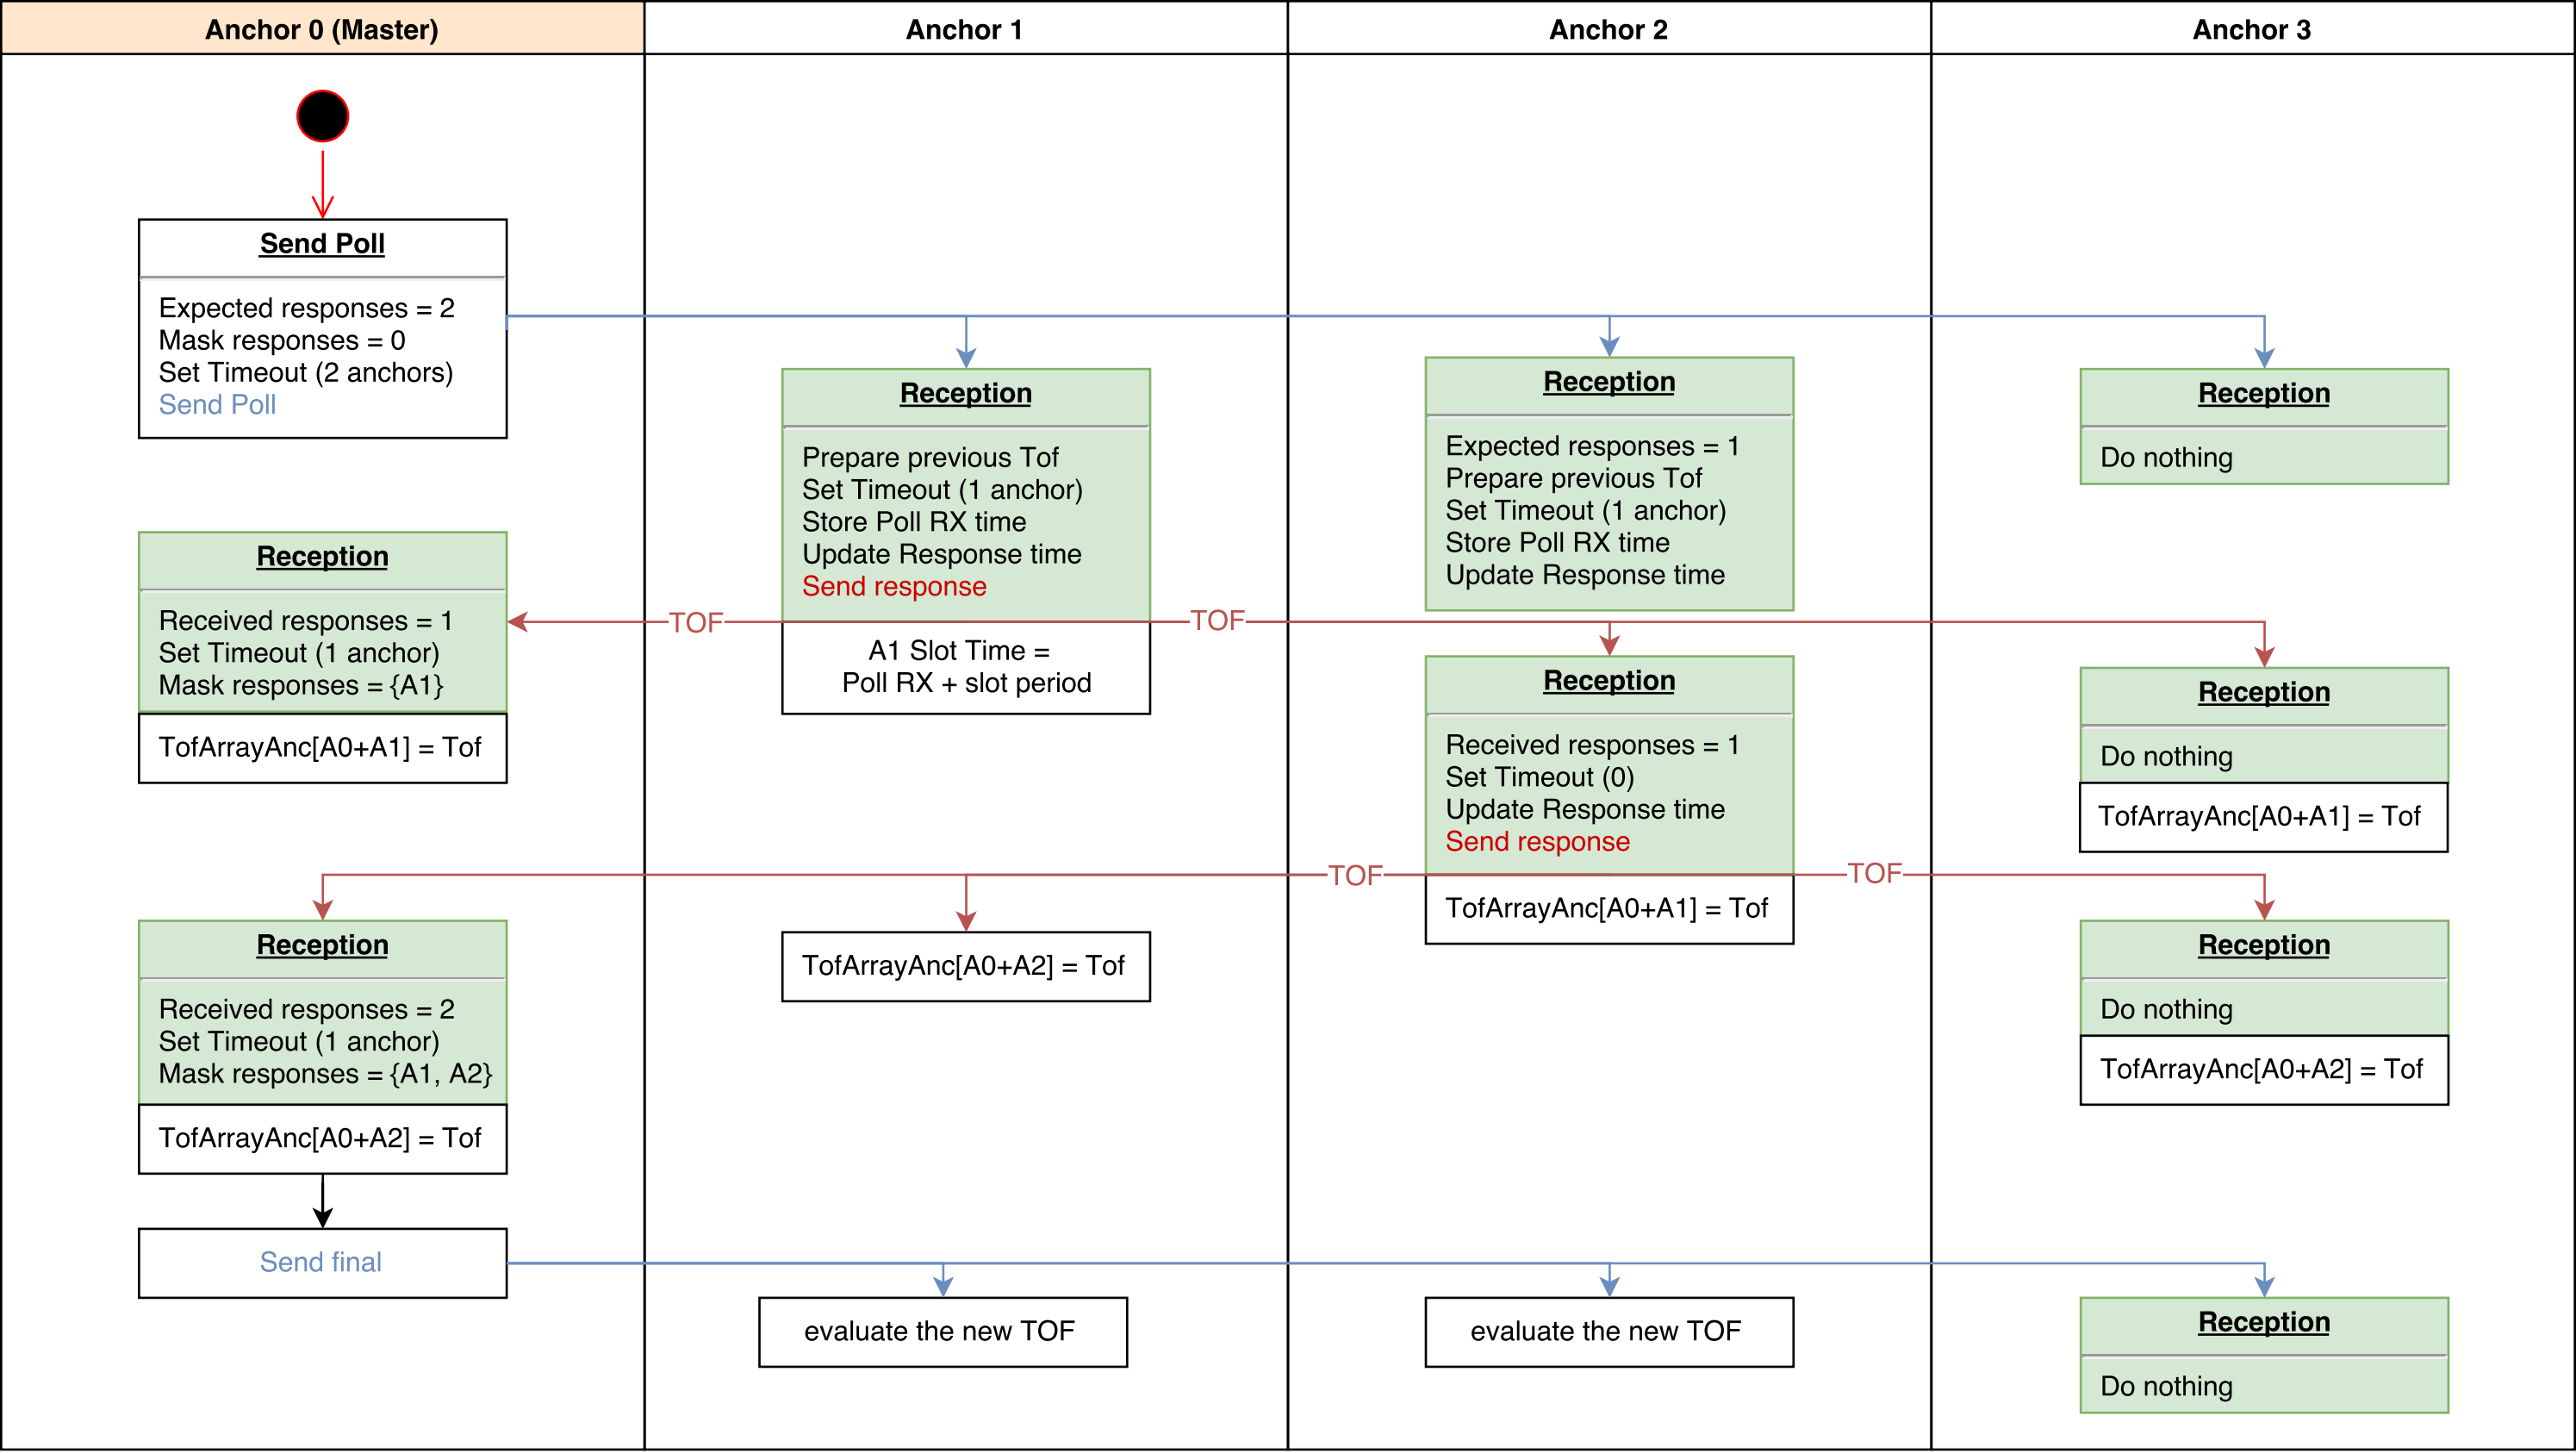 Anchor 0 (Master)
Anchor 1
Anchor 2
Anchor 3
Send Poll
Expected responses = 2
Mask responses = 0
Set Timeout (2 anchors)
Send Poll
Reception
Prepare previous Tof
Set Timeout (1 anchor)
Store Poll RX time
Update Response time
Send response
A1 Slot Time =
Poll RX + slot period
Reception
Expected responses = 1
Prepare previous Tof
Set Timeout (1 anchor)
Store Poll RX time
Update Response time
Reception
Do nothing
TOF
TOF
Reception
Received responses = 1
Set Timeout (1 anchor)
Mask responses = {A1}
TofArrayAnc[A0+A1] = Tof
Reception
Received responses = 1
Set Timeout (0)
Update Response time
Send response
TofArrayAnc[A0+A1] = Tof
Reception
Do nothing
TofArrayAnc[A0+A1] = Tof
TOF
TOF
Reception
Received responses = 2
Set Timeout (1 anchor)
Mask responses = {A1, A2}
TofArrayAnc[A0+A2] = Tof
TofArrayAnc[A0+A2] = Tof
Reception
Do nothing
TofArrayAnc[A0+A2] = Tof
Send final
evaluate the new TOF
evaluate the new TOF
Reception
Do nothing